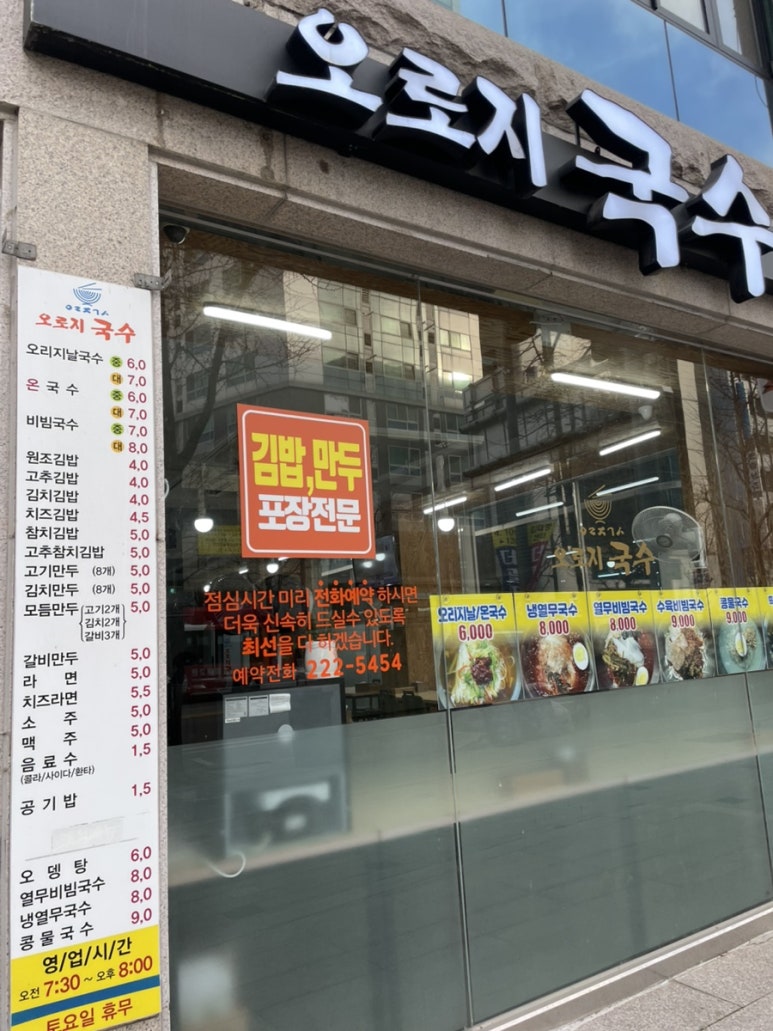 오로지 국수
오로지 국수
오리지날국수 중 6,0
대 7,0
온국수 중 6,0
대 7,0
비빔국수 중 7,0
대 8,0
원조김밥 4,0
고추김밥 4,0
김치김밥 4,0
치즈김밥 4,5
참치김밥 5,0
고추참치김밥 5,0
고기만두 (8개) 5,0
김치만두 (8개) 5,0
모듬만두 고기2개 5,0
김치2개
갈비3개
갈비만두 5,0
라면 5,0
치즈라면 5,5
소주 5,0
맥주 5,0
음료수 1,5
(콜라/사이다/환타)
공기밥 1,5
오뎅탕 6,0
열무비빔국수 8,0
냉열무국수 8,0
콩물국수 9,0
영/업/시/간
오전 7:30 ~ 오후 8:00
토요일 휴무
김밥,만두
포장전문
점심시간 미리 전화예약 하시면
더욱 신속히 드실수 있도록
최선을 다 하겠습니다.
예약전화 222-5454
오로지 국수
오리지날/온국수
6,000
냉열무국수
8,000
열무비빔국수
8,000
수육비빔국수
9,000
콩물국수
9,000